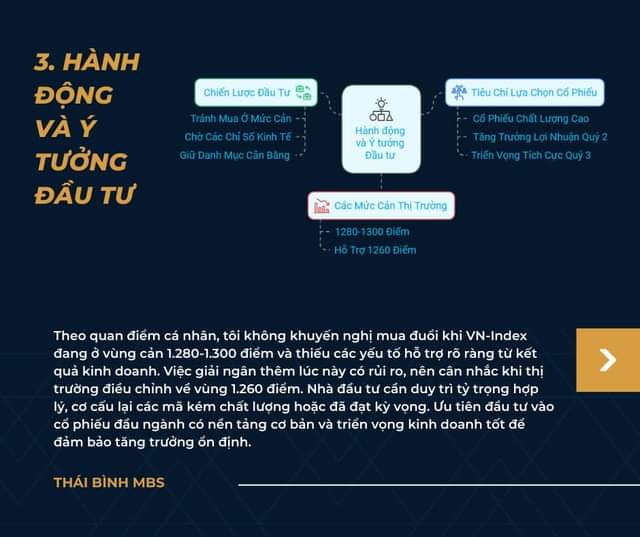 3. HÀNH
ĐỘNG
VÀ Ý
TƯỞNG
ĐẦU TƯ
Chiến Lược Đầu Tư
Tránh Mua Ở Mức Cản
Chờ Các Chỉ Số Kinh Tế
Giữ Danh Mục Cân Bằng
Hành động
và Ý tưởng
Đầu tư
Tiêu Chí Lựa Chọn Cổ Phiếu
Cổ Phiếu Chất Lượng Cao
Tăng Trưởng Lợi Nhuận Quý 2
Triển Vọng Tích Cực Quý 3
Các Mức Cản Thị Trường
1280-1300 Điểm
Hỗ Trợ 1260 Điểm
Theo quan điểm cá nhân, tôi không khuyến nghị mua đuổi khi VN-Index
đang ở vùng cản 1.280-1.300 điểm và thiếu các yếu tố hỗ trợ rõ ràng từ kết
quả kinh doanh. Việc giải ngân thêm lúc này có rủi ro, nên cân nhắc khi thị
trường điều chỉnh về vùng 1.260 điểm. Nhà đầu tư cần duy trì tỷ trọng hợp
lý, cơ cấu lại các mã kém chất lượng hoặc đã đạt kỳ vọng. Ưu tiên đầu tư vào
cổ phiếu đầu ngành có nền tảng cơ bản và triển vọng kinh doanh tốt để
đảm bảo tăng trưởng ổn định.
THÁI BÌNH MBS